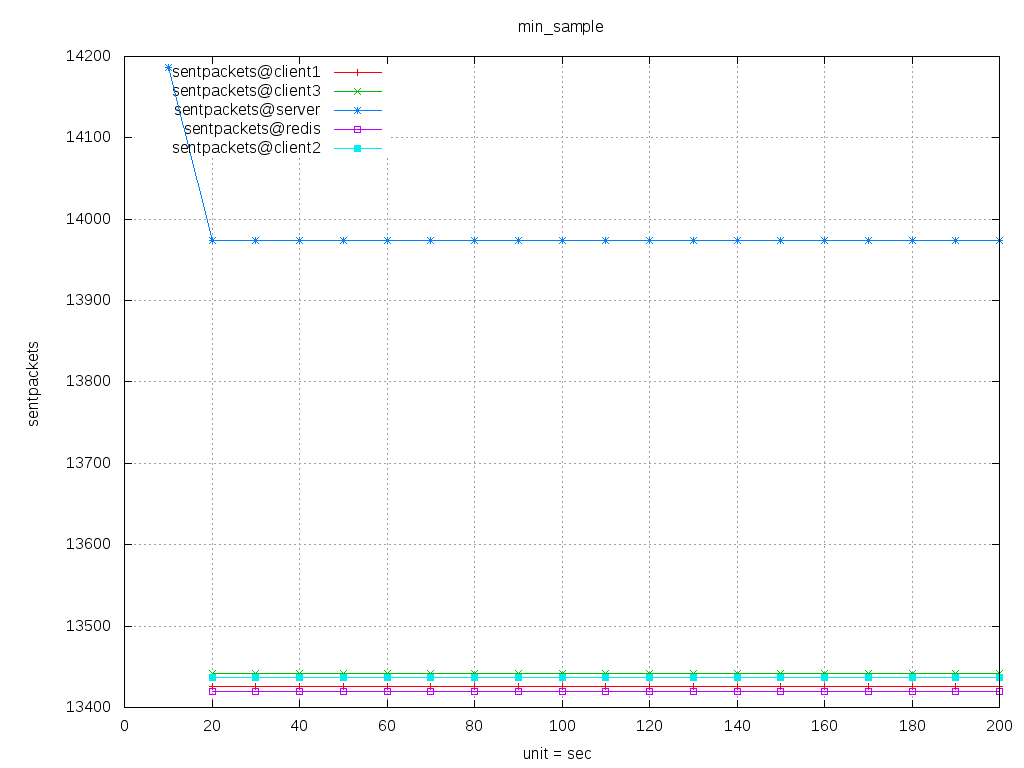 min_sample
14200
14100
14000
13900
13800
13700
13600
13500
13400
sentpackets
sentpackets@client1
sentpackets@client3
sentpackets@server
sentpackets@redis
sentpackets@client2
0 20 40 60 80 100 120 140 160 180 200
unit = sec